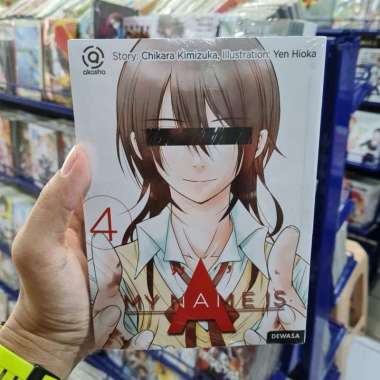 akasha
Story: Chikara Kimizuka, Illustration: Yen Hioka
4
MY NAME IS
A
DEWASA